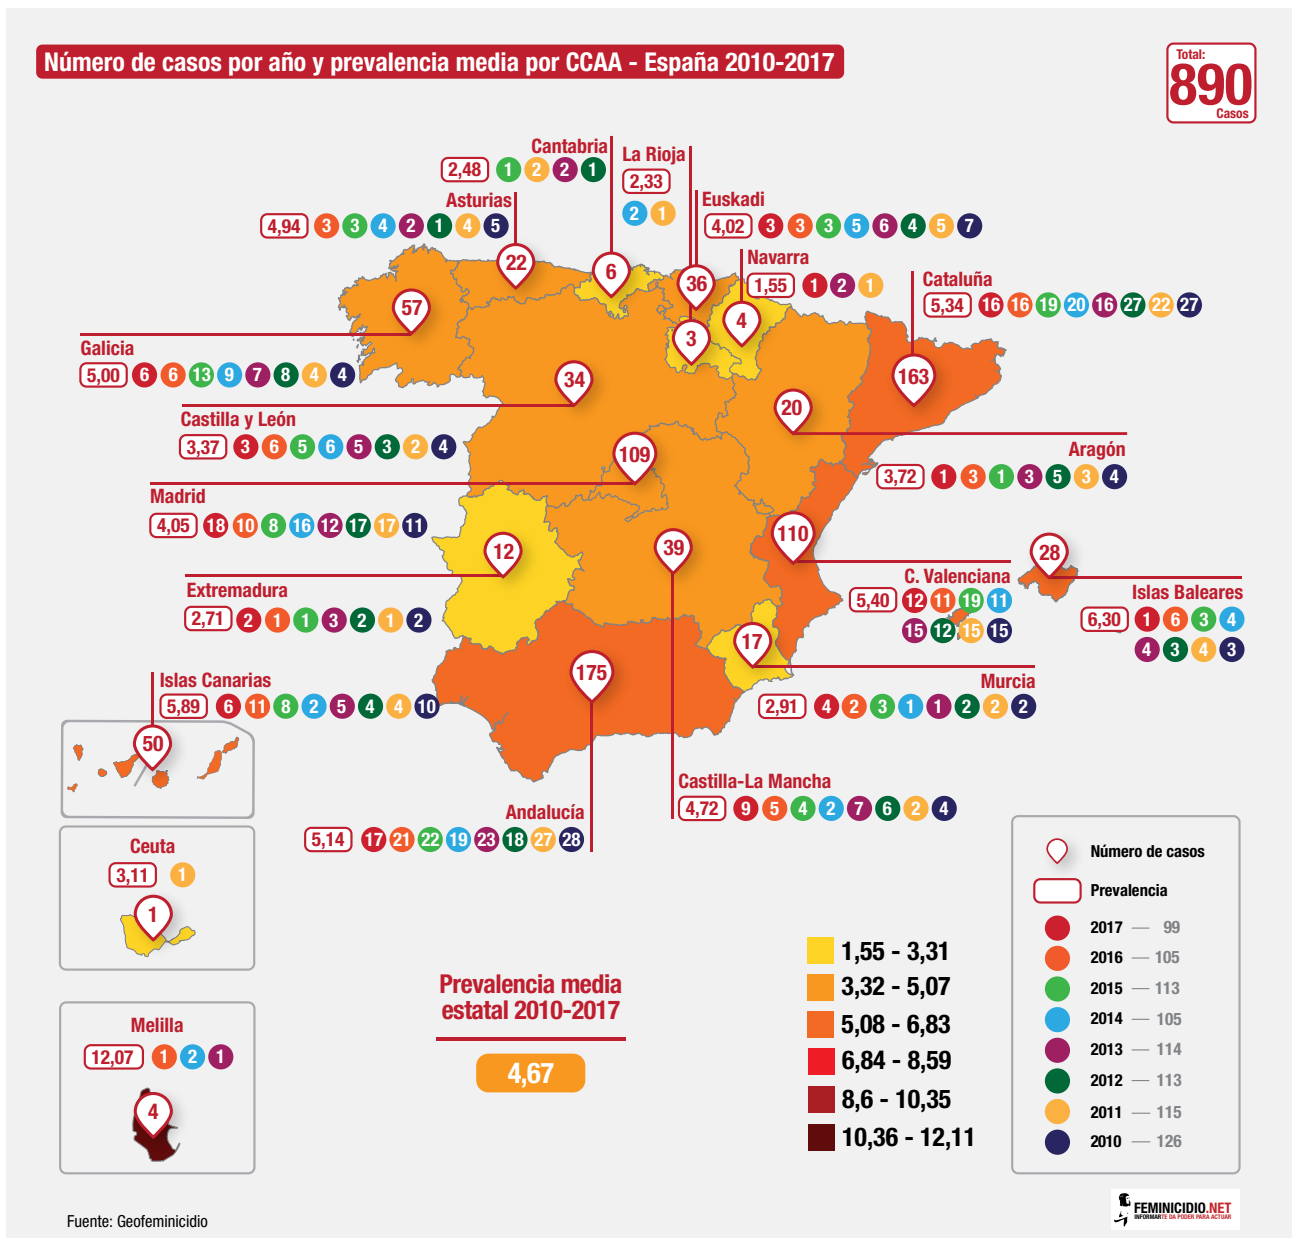 Número de casos por año y prevalencia media por CCAA - España 2010-2017
Total:
890
Casos
Cantabria
2,48 1 2 2 1
6
La Rioja
2,33
2 1
3
Asturias
4,94 3 3 4 2 1 4 5
22
Euskadi
4,02 3 3 3 5 6 4 5 7
36
Navarra
1,55 1 2 1
4
Cataluña
5,34 16 16 19 20 16 27 22 27
163
57
Galicia
5,00 6 6 13 9 7 8 4 4
34
Castilla y León
3,37 3 6 5 6 5 3 2 4
20
Aragón
3,72 1 3 1 3 5 3 4
109
Madrid
4,05 18 10 8 16 12 17 17 11
110
C. Valenciana
5,40 12 11 19 11
15 12 15 15
28
Islas Baleares
6,30 1 6 3 4
4 3 4 3
12
Extremadura
2,71 2 1 1 3 2 1 2
39
17
Murcia
2,91 4 2 3 1 1 2 2 2
175
Islas Canarias
5,89 6 11 8 2 5 4 4 10
50
Castilla-La Mancha
4,72 9 5 4 2 7 6 2 4
Andalucía
5,14 17 21 22 19 23 18 27 28
Ceuta
3,11 1
1
Melilla
12,07 1 2 1
4
Prevalencia media
estatal 2010-2017
4,67
1,55 - 3,31
3,32 - 5,07
5,08 - 6,83
6,84 - 8,59
8,6 - 10,35
10,36 - 12,11
Número de casos
Prevalencia
2017 — 99
2016 — 105
2015 — 113
2014 — 105
2013 — 114
2012 — 113
2011 — 115
2010 — 126
Fuente: Geofeminicidio
FEMINICIDIO.NET
INFORMARTE DA PODER PARA ACTUAR